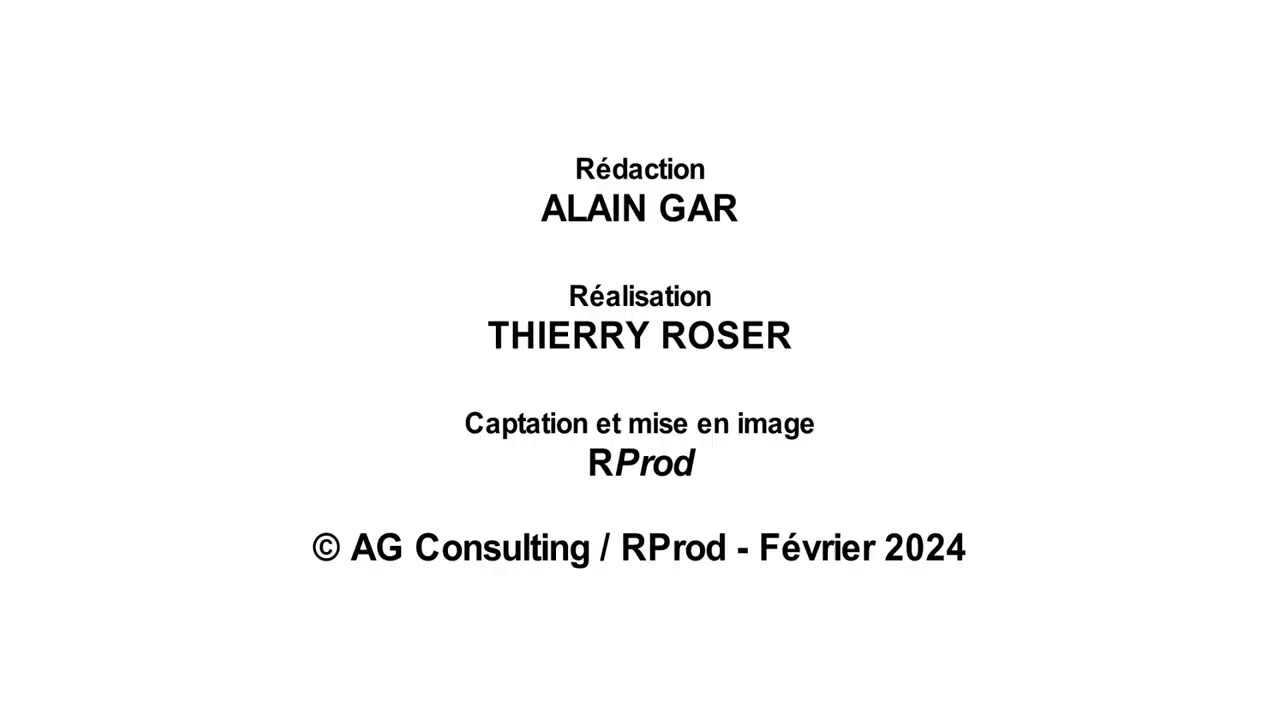 Rédaction
ALAIN GAR
Réalisation
THIERRY ROSER
Captation et mise en image
RProd
© AG Consulting / RProd - Février 2024